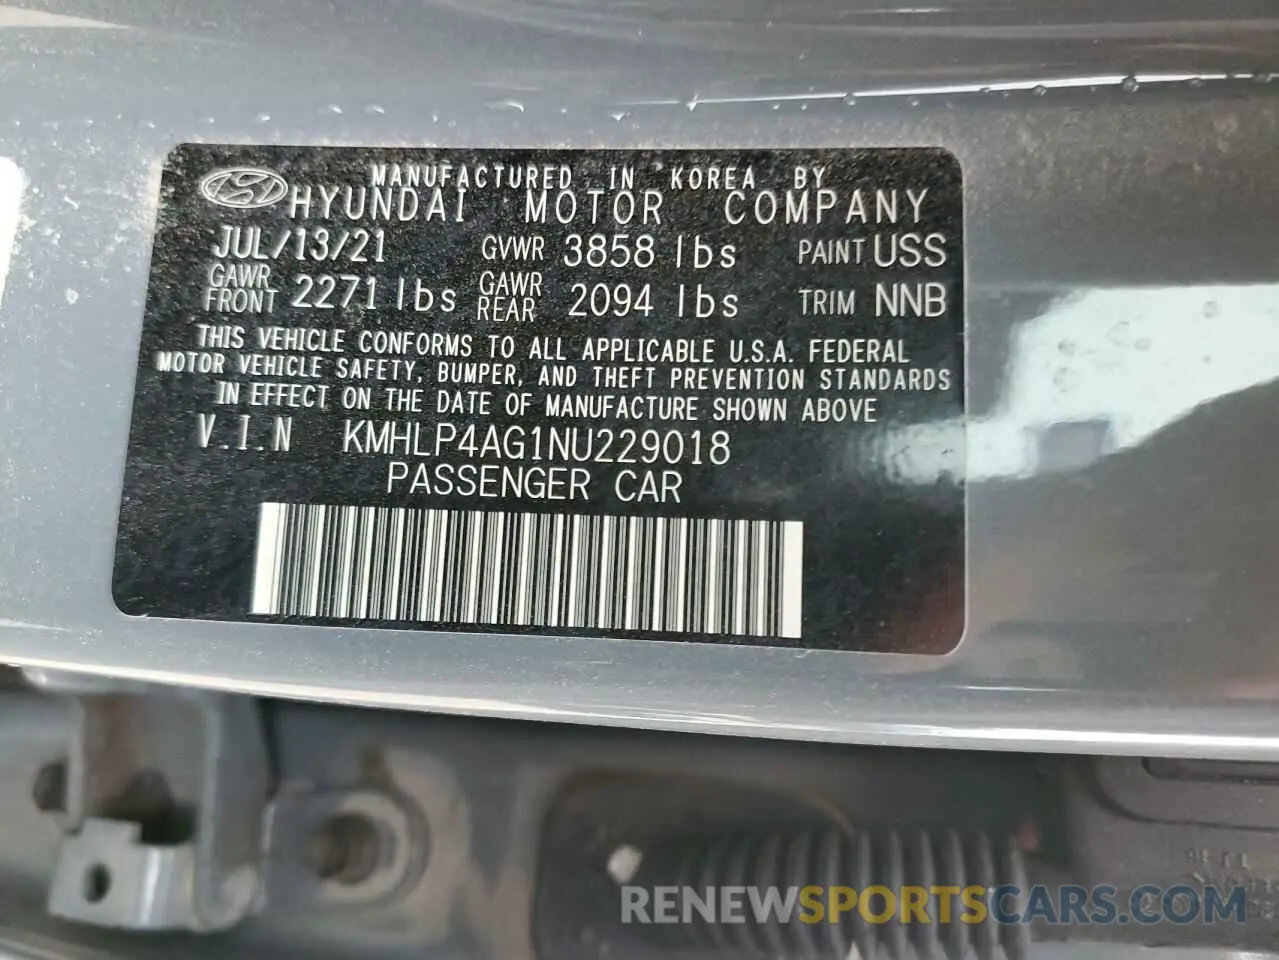 MANUFACTURED IN KOREA BY
HYUNDAI MOTOR COMPANY
JUL/13/21 GVWR 3858 lbs PAINT USS
GAWR FRONT 2271 lbs GAWR REAR 2094 lbs TRIM NNB
THIS VEHICLE CONFORMS TO ALL APPLICABLE U.S.A. FEDERAL
MOTOR VEHICLE SAFETY, BUMPER, AND THEFT PREVENTION STANDARDS
IN EFFECT ON THE DATE OF MANUFACTURE SHOWN ABOVE
V.I.N KMHLP4AG1NU229018
PASSENGER CAR
RENEWSPORTSCARS.COM